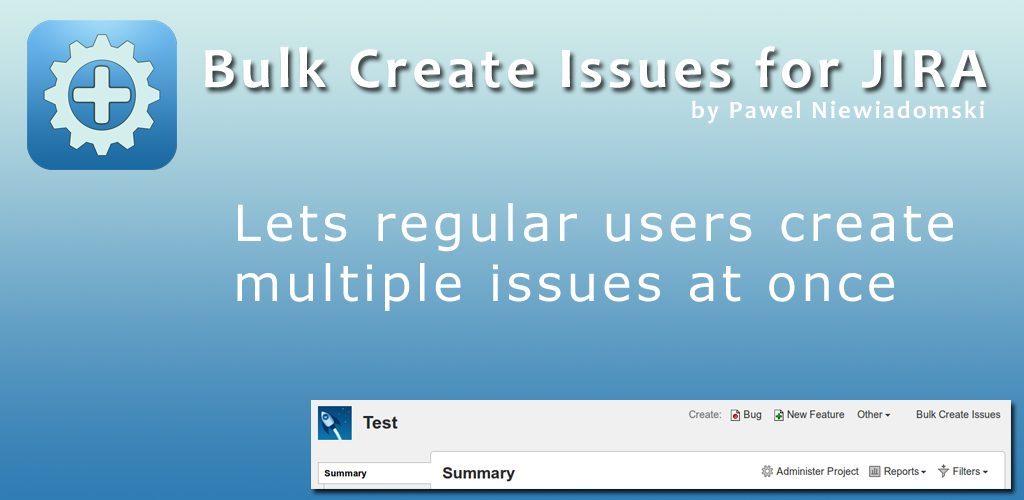 Bulk Create Issues for JIRA
by Pawel Niewiadomski
Lets regular users create
multiple issues at once
Test
Create: Bug New Feature Other Bulk Create Issues
Summary
Summary
Administer Project Reports Filters